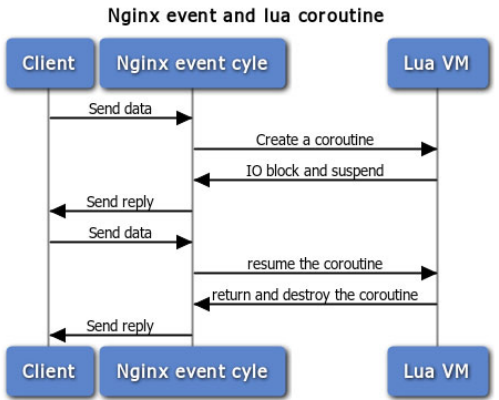 Nginx event and lua coroutine
Client
Nginx event cyle
Lua VM
Send data
Create a coroutine
IO block and suspend
Send reply
Send data
resume the coroutine
return and destroy the coroutine
Send reply
Client
Nginx event cyle
Lua VM